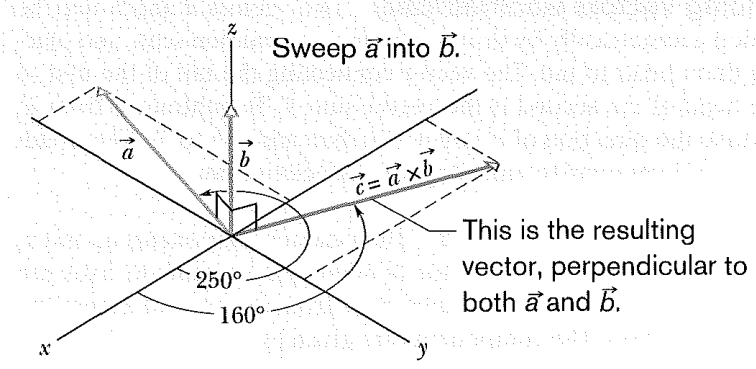 z
Sweep a⃗ into b⃗.
a⃗
b⃗
c⃗ = a⃗ × b⃗
This is the resulting
vector, perpendicular to
both a⃗ and b⃗.
250°
160°
x
y